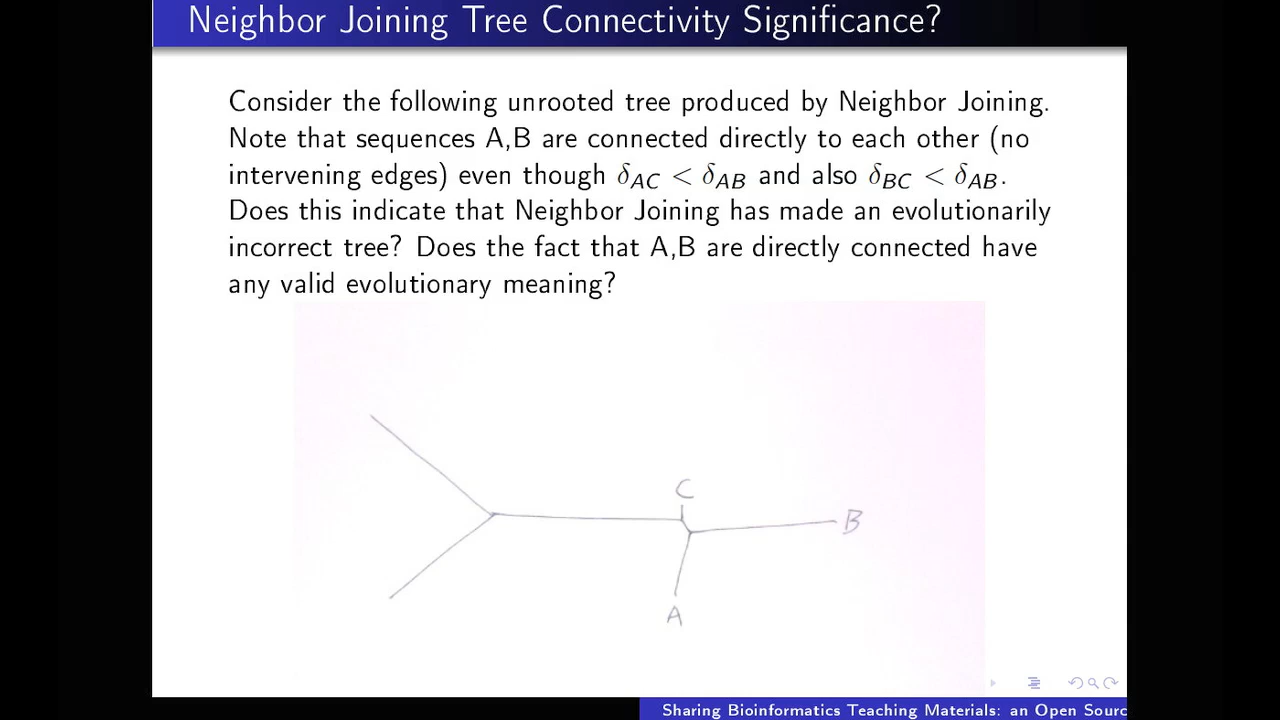 Neighbor Joining Tree Connectivity Significance?
Consider the following unrooted tree produced by Neighbor Joining.
Note that sequences A,B are connected directly to each other (no
intervening edges) even though δ_AC < δ_AB and also δ_BC < δ_AB.
Does this indicate that Neighbor Joining has made an evolutionarily
incorrect tree? Does the fact that A,B are directly connected have
any valid evolutionary meaning?
C
B
A
Sharing Bioinformatics Teaching Materials: an Open Sourc